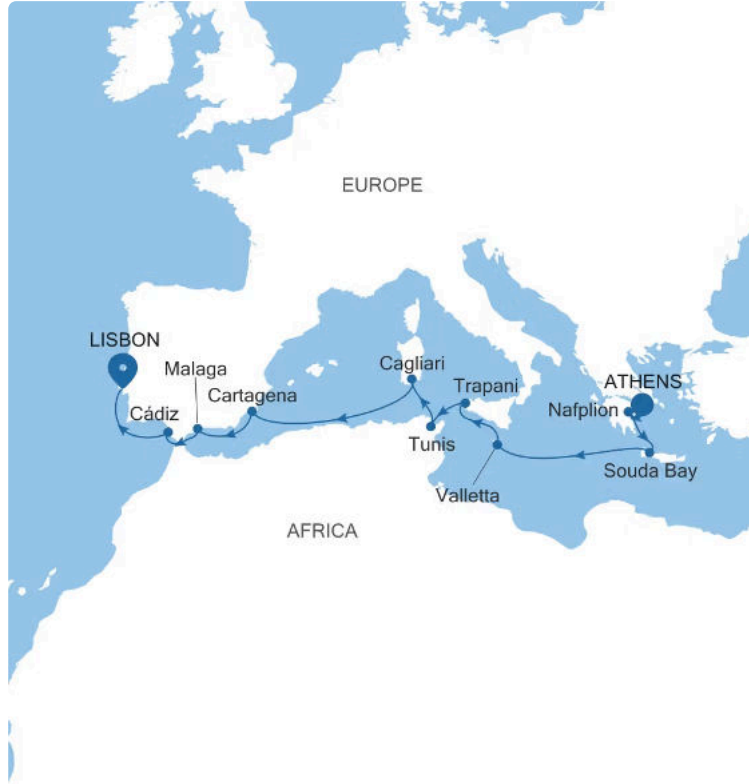 EUROPE
LISBON
Malaga
Cagliari
Trapani
ATHENS
Cartagena
Nafplion
Cádiz
Tunis
Souda Bay
Valletta
AFRICA